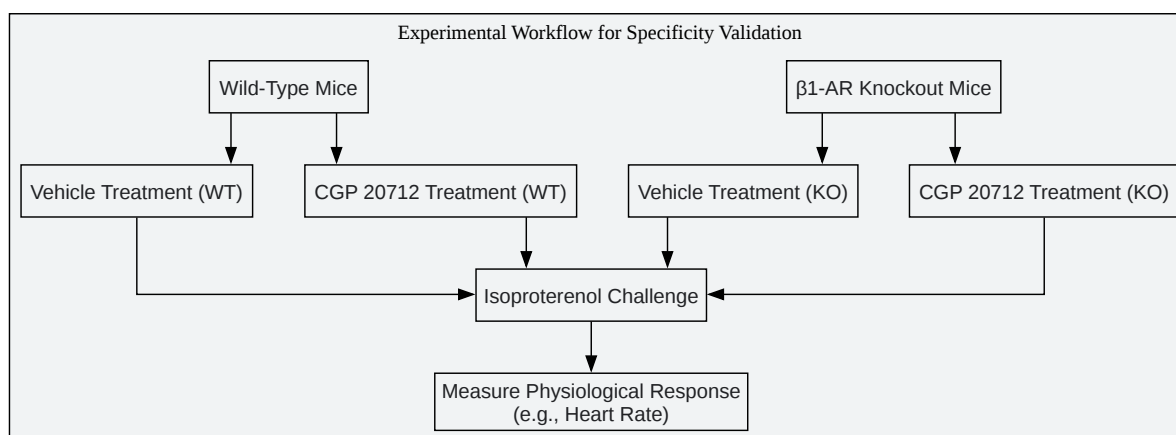 Experimental Workflow for Specificity Validation
Wild-Type Mice
β1-AR Knockout Mice
Vehicle Treatment (WT)
CGP 20712 Treatment (WT)
Vehicle Treatment (KO)
CGP 20712 Treatment (KO)
Isoproterenol Challenge
Measure Physiological Response
(e.g., Heart Rate)